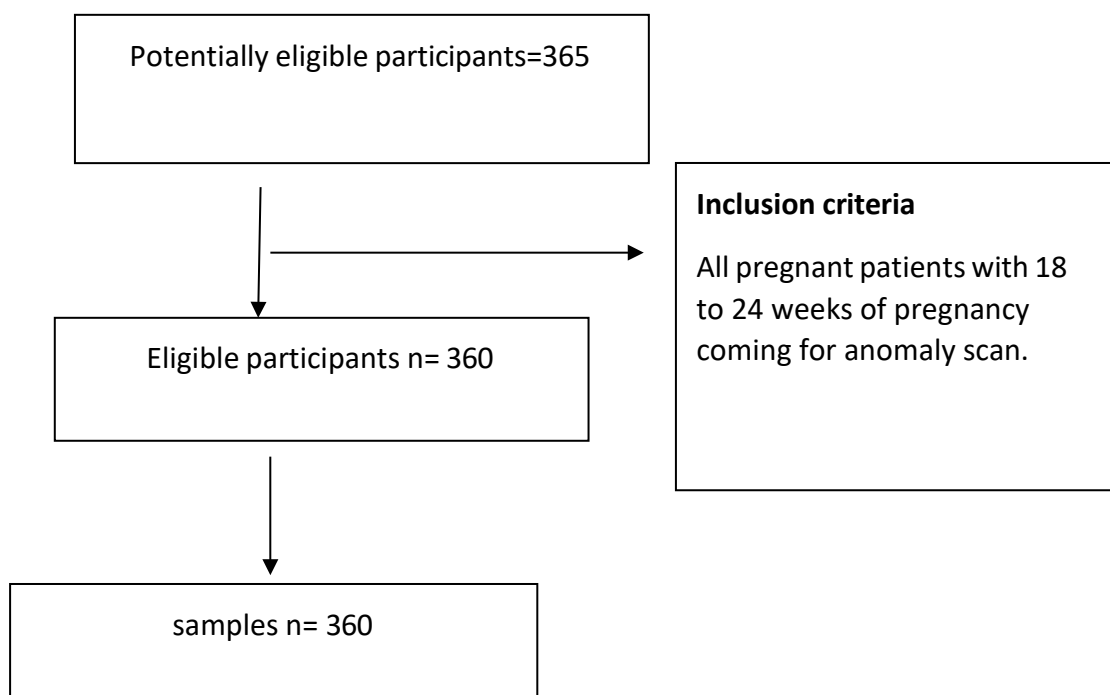 Potentially eligible participants=365
Inclusion criteria
All pregnant patients with 18
to 24 weeks of pregnancy
coming for anomaly scan.
Eligible participants n= 360
samples n= 360